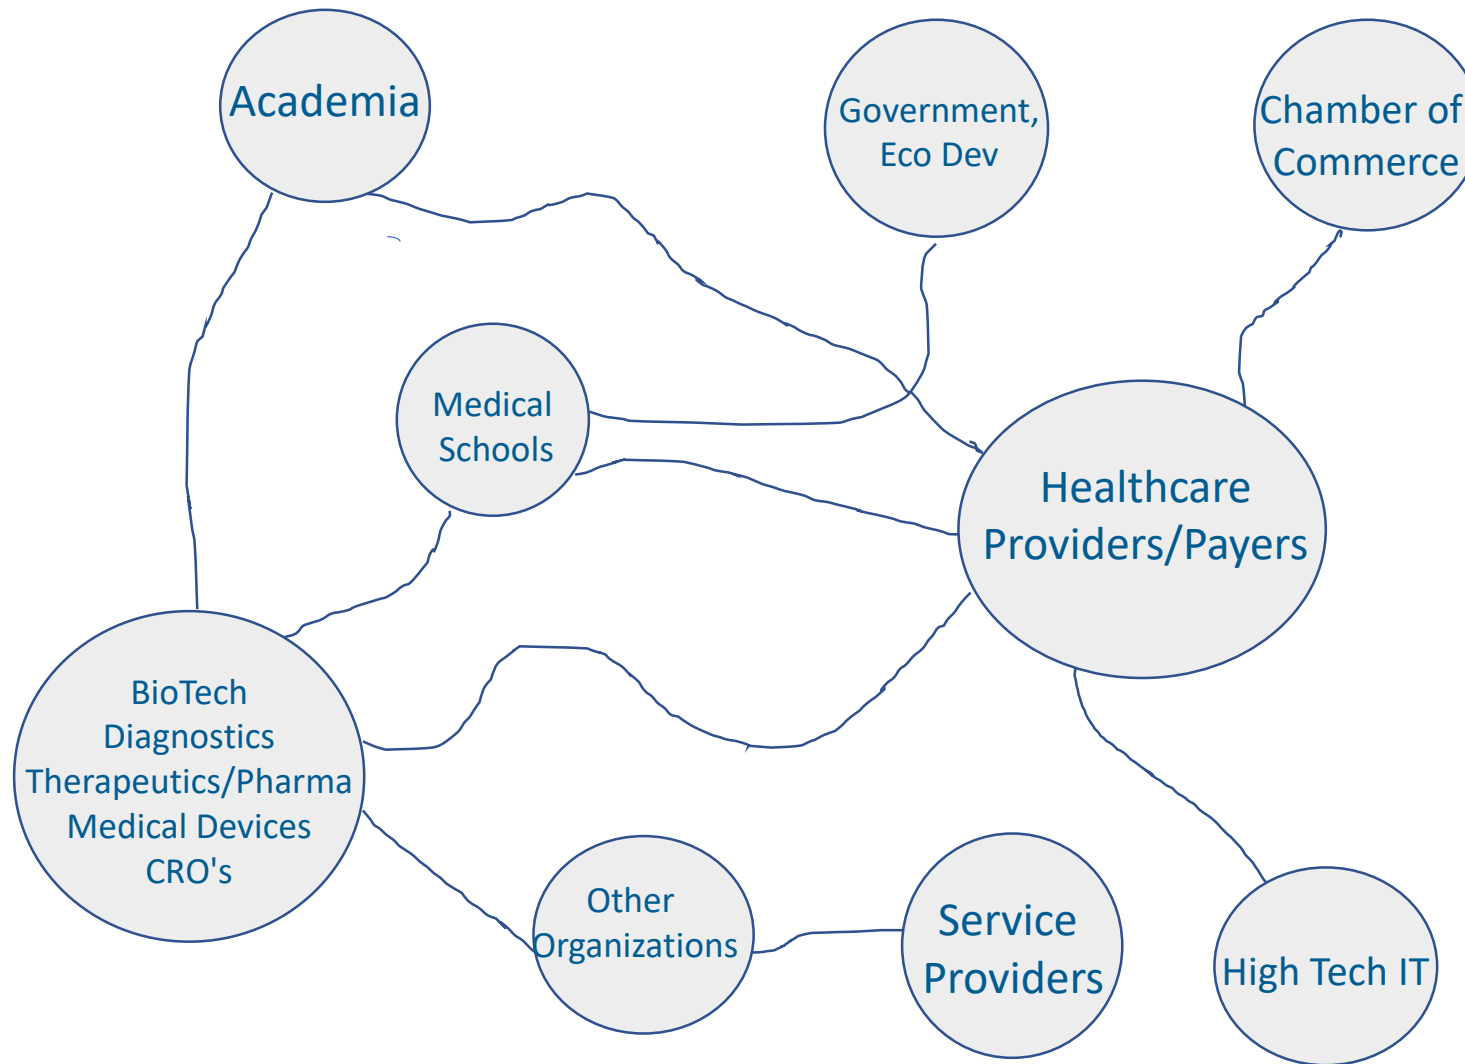 Academia
Government,
Eco Dev
Chamber of
Commerce
Medical
Schools
Healthcare
Providers/Payers
BioTech
Diagnostics
Therapeutics/Pharma
Medical Devices
CRO's
Other
Organizations
Service
Providers
High Tech IT